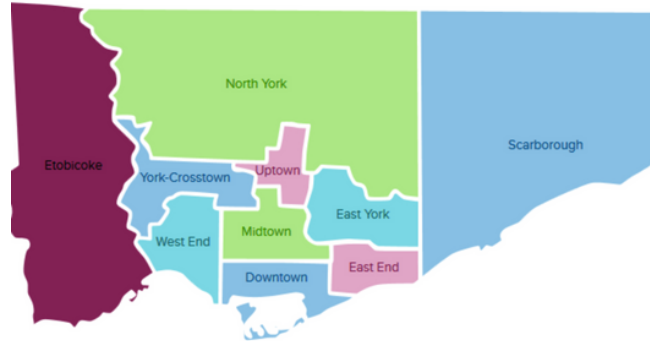 North York
Scarborough
Etobicoke
York-Crosstown
Uptown
East York
Midtown
West End
East End
Downtown